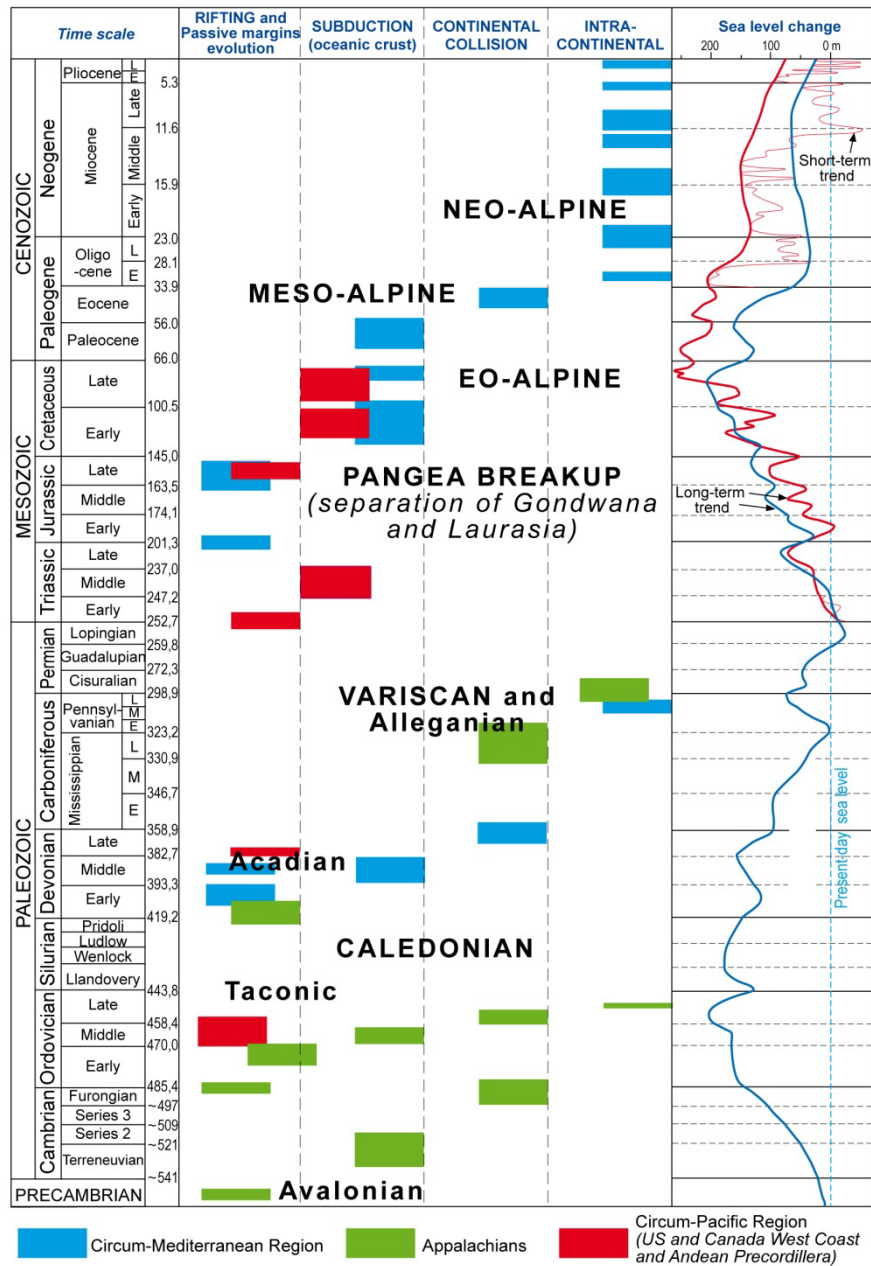 Time scale
RIFTING and
Passive margins
evolution
SUBDUCTION
(oceanic crust)
CONTINENTAL
COLLISION
INTRA-
CONTINENTAL
Sea level change
200 100 0 m
CENOZOIC
Neogene
Pliocene
L
E
5.3
Miocene
Late
11.6
Middle
15.9
Early
23.0
Paleogene
Oligo
-cene
L
28.1
E
33.9
Eocene
56.0
Paleocene
66.0
MESOZOIC
Cretaceous
Late
100.5
Early
145.0
Jurassic
Late
163,5
Middle
174,1
Early
201,3
Triassic
Late
237,0
Middle
247,2
Early
252,7
PALEOZOIC
Permian
Lopingian
259,8
Guadalupian
272,3
Cisuralian
298,9
Carboniferous
Pennsyl-
vanian
L
M
E
323,2
Mississippian
L
330,9
M
346,7
E
358,9
Devonian
Late
382,7
Middle
393,3
Early
419,2
Silurian
Pridoli
Ludlow
Wenlock
Llandovery
443,8
Ordovician
Late
458,4
Middle
470,0
Early
485,4
Cambrian
Furongian
~497
Series 3
~509
Series 2
~521
Terreneuvian
~541
PRECAMBRIAN
NEO-ALPINE
MESO-ALPINE
EO-ALPINE
PANGEA BREAKUP
(separation of Gondwana
and Laurasia)
VARISCAN and
Alleganian
Acadian
CALEDONIAN
Taconic
Avalonian
Short-term
trend
Long-term
trend
Present-day sea level
Circum-Mediterranean Region
Appalachians
Circum-Pacific Region
(US and Canada West Coast
and Andean Precordillera)